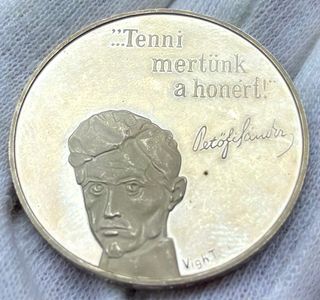 "...Tenni
mertünk
a honért!"
Petőfi Sándor
Vigh T.